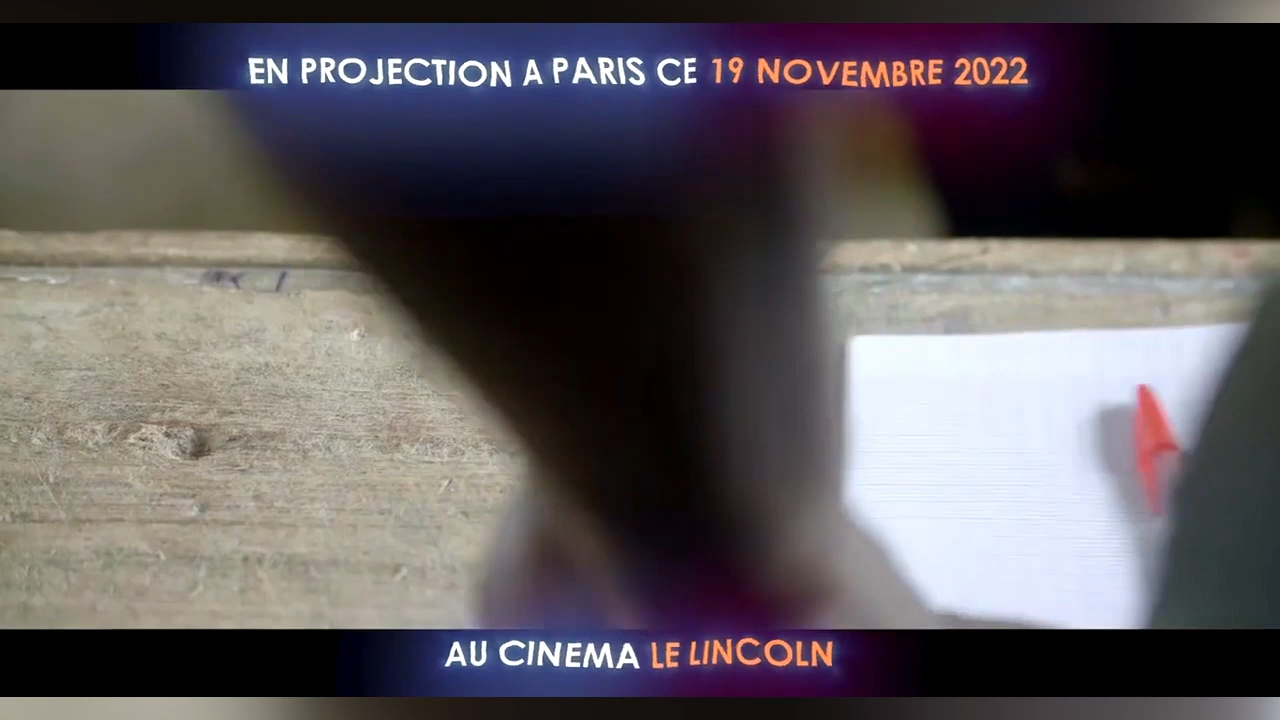 EN PROJECTION A PARIS CE 19 NOVEMBRE 2022
AU CINEMA LE LINCOLN